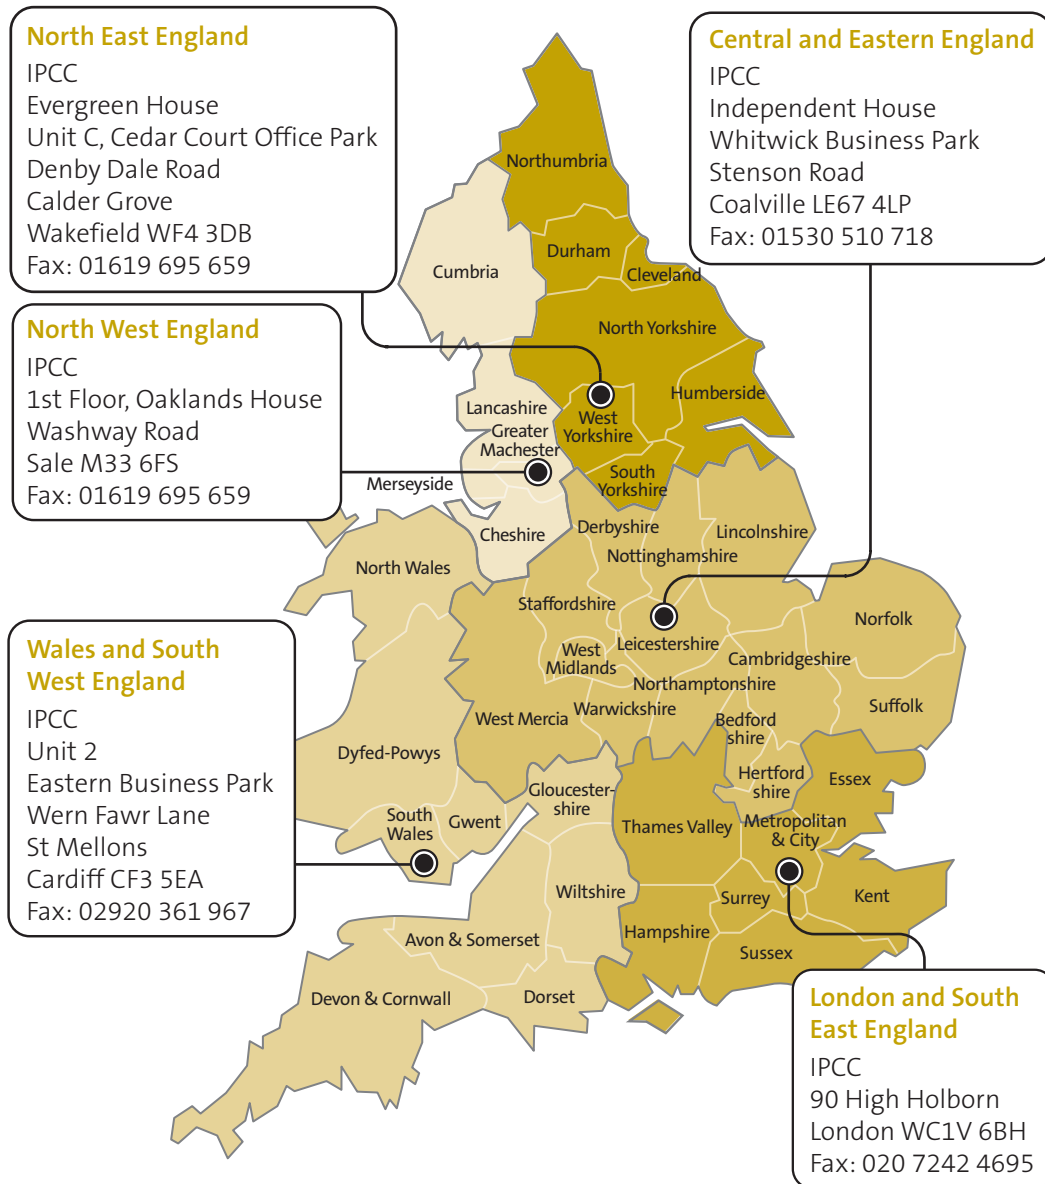 North East England
IPCC
Evergreen House
Unit C, Cedar Court Office Park
Denby Dale Road
Calder Grove
Wakefield WF4 3DB
Fax: 01619 695 659
Central and Eastern England
IPCC
Independent House
Whitwick Business Park
Stenson Road
Coalville LE67 4LP
Fax: 01530 510 718
North West England
IPCC
1st Floor, Oaklands House
Washway Road
Sale M33 6FS
Fax: 01619 695 659
Wales and South
West England
IPCC
Unit 2
Eastern Business Park
Wern Fawr Lane
St Mellons
Cardiff CF3 5EA
Fax: 02920 361 967
London and South
East England
IPCC
90 High Holborn
London WC1V 6BH
Fax: 020 7242 4695
Northumbria
Durham
Cleveland
Cumbria
North Yorkshire
Humberside
Lancashire
West
Yorkshire
Greater
Machester
South
Yorkshire
Merseyside
Cheshire
Derbyshire
Nottinghamshire
Lincolnshire
North Wales
Staffordshire
Leicestershire
Norfolk
West
Midlands
Cambridgeshire
Northamptonshire
Suffolk
West Mercia
Warwickshire
Bedford
shire
Dyfed-Powys
Hertford
shire
Essex
Gloucester-
shire
South
Wales
Gwent
Thames Valley
Metropolitan
& City
Wiltshire
Surrey
Kent
Avon & Somerset
Hampshire
Sussex
Devon & Cornwall
Dorset